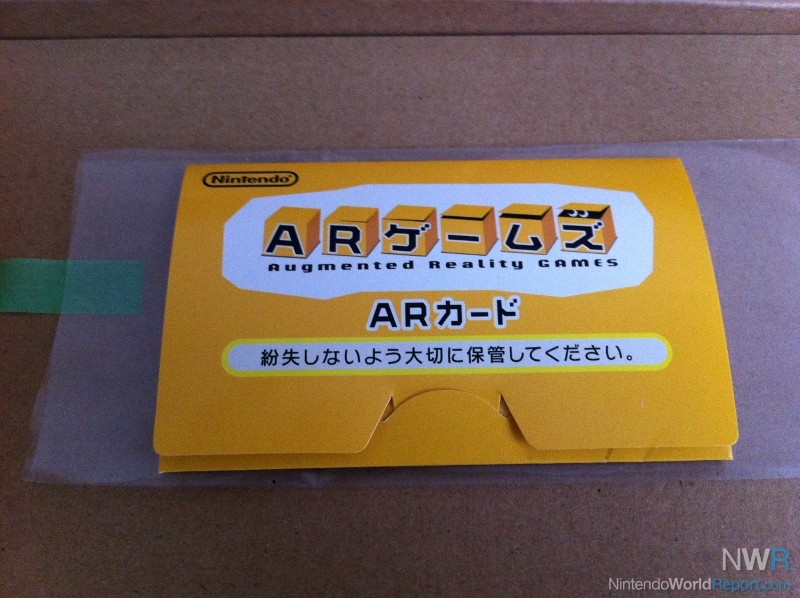 Nintendo
ARゲームズ
Augmented Reality GAMES
ARカード
紛失しないよう大切に保管してください。
NWR
NintendoWorldReport.com